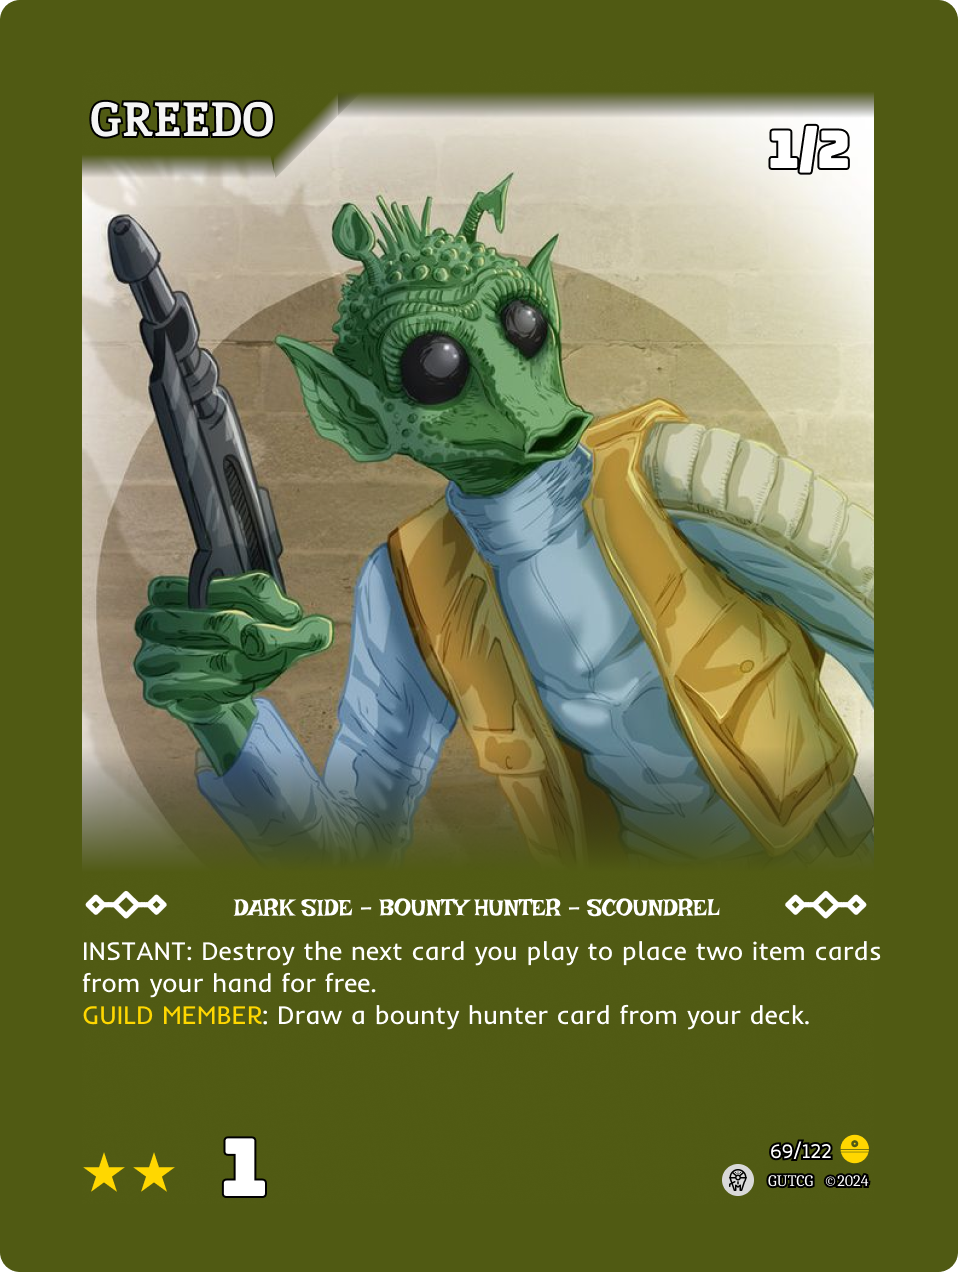 GREEDO
1/2
DARK SIDE – BOUNTY HUNTER – SCOUNDREL
INSTANT: Destroy the next card you play to place two item cards
from your hand for free.
GUILD MEMBER: Draw a bounty hunter card from your deck.
1
69/122
GUTCG ©2024